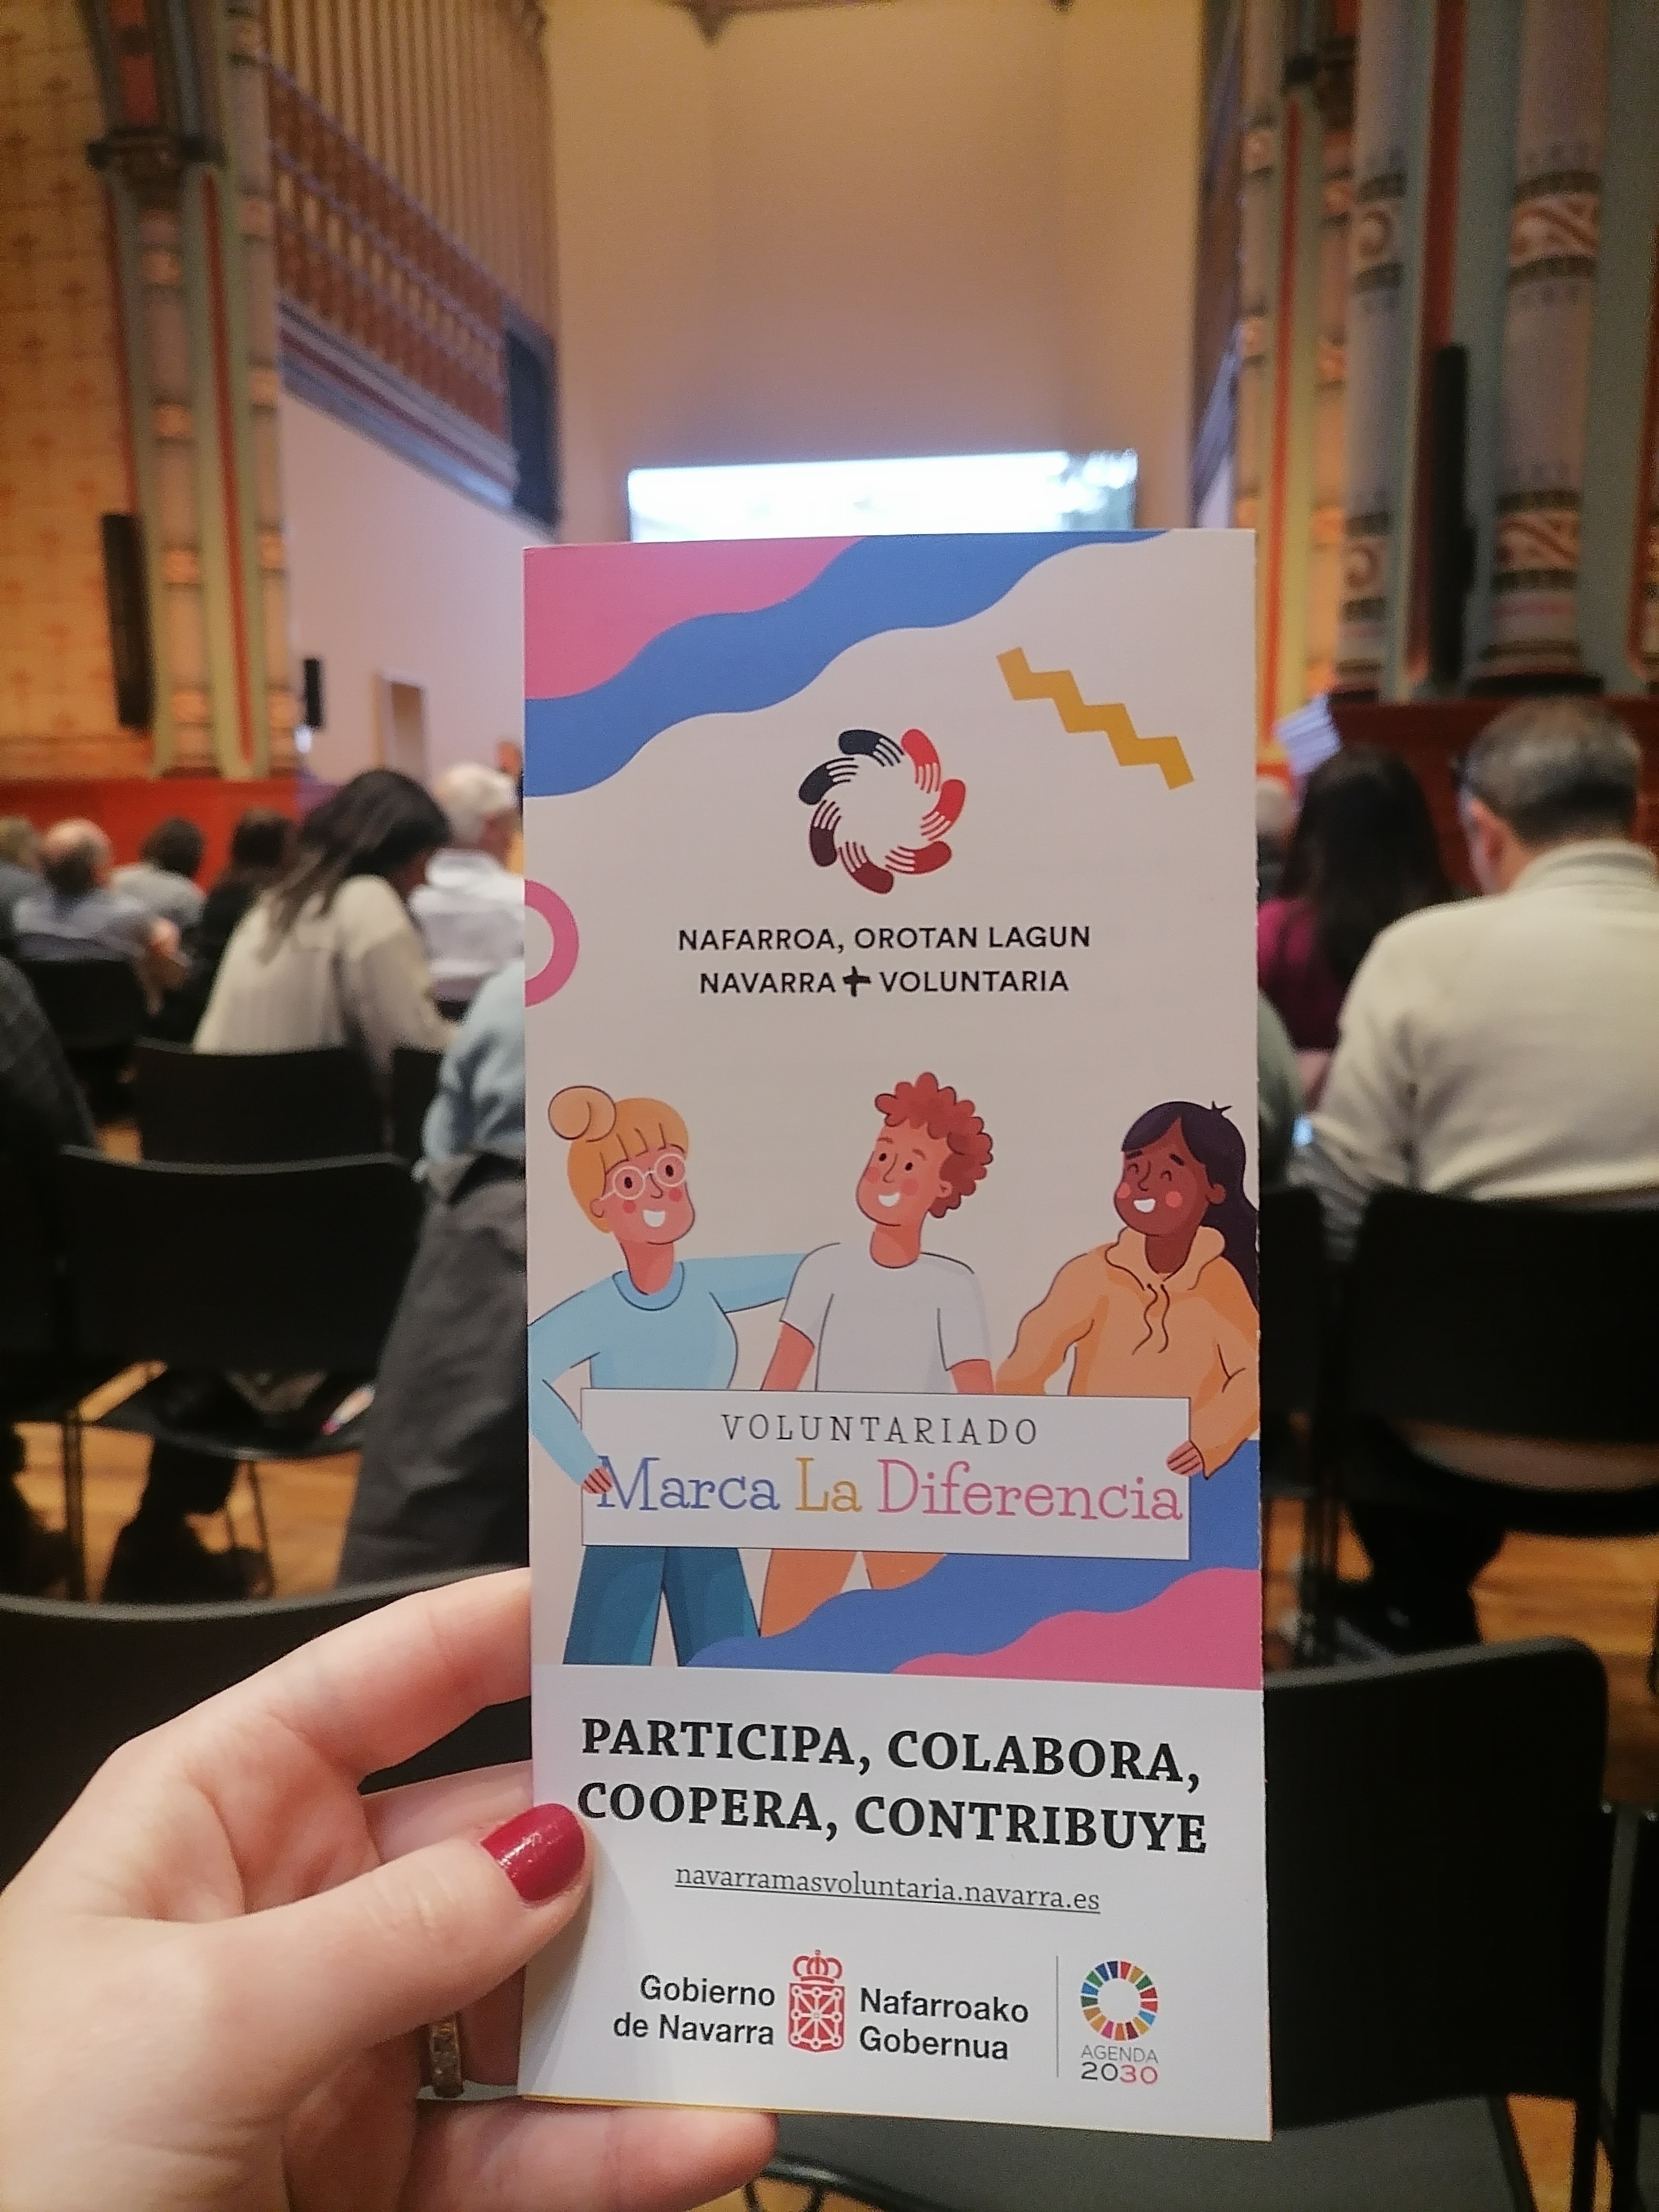 NAFARROA, OROTAN LAGUN
NAVARRA + VOLUNTARIA
VOLUNTARIADO
Marca La Diferencia
PARTICIPA, COLABORA,
COOPERA, CONTRIBUYE
navarramasvoluntaria.navarra.es
Gobierno
de Navarra
Nafarroako
Gobernua
AGENDA
2030